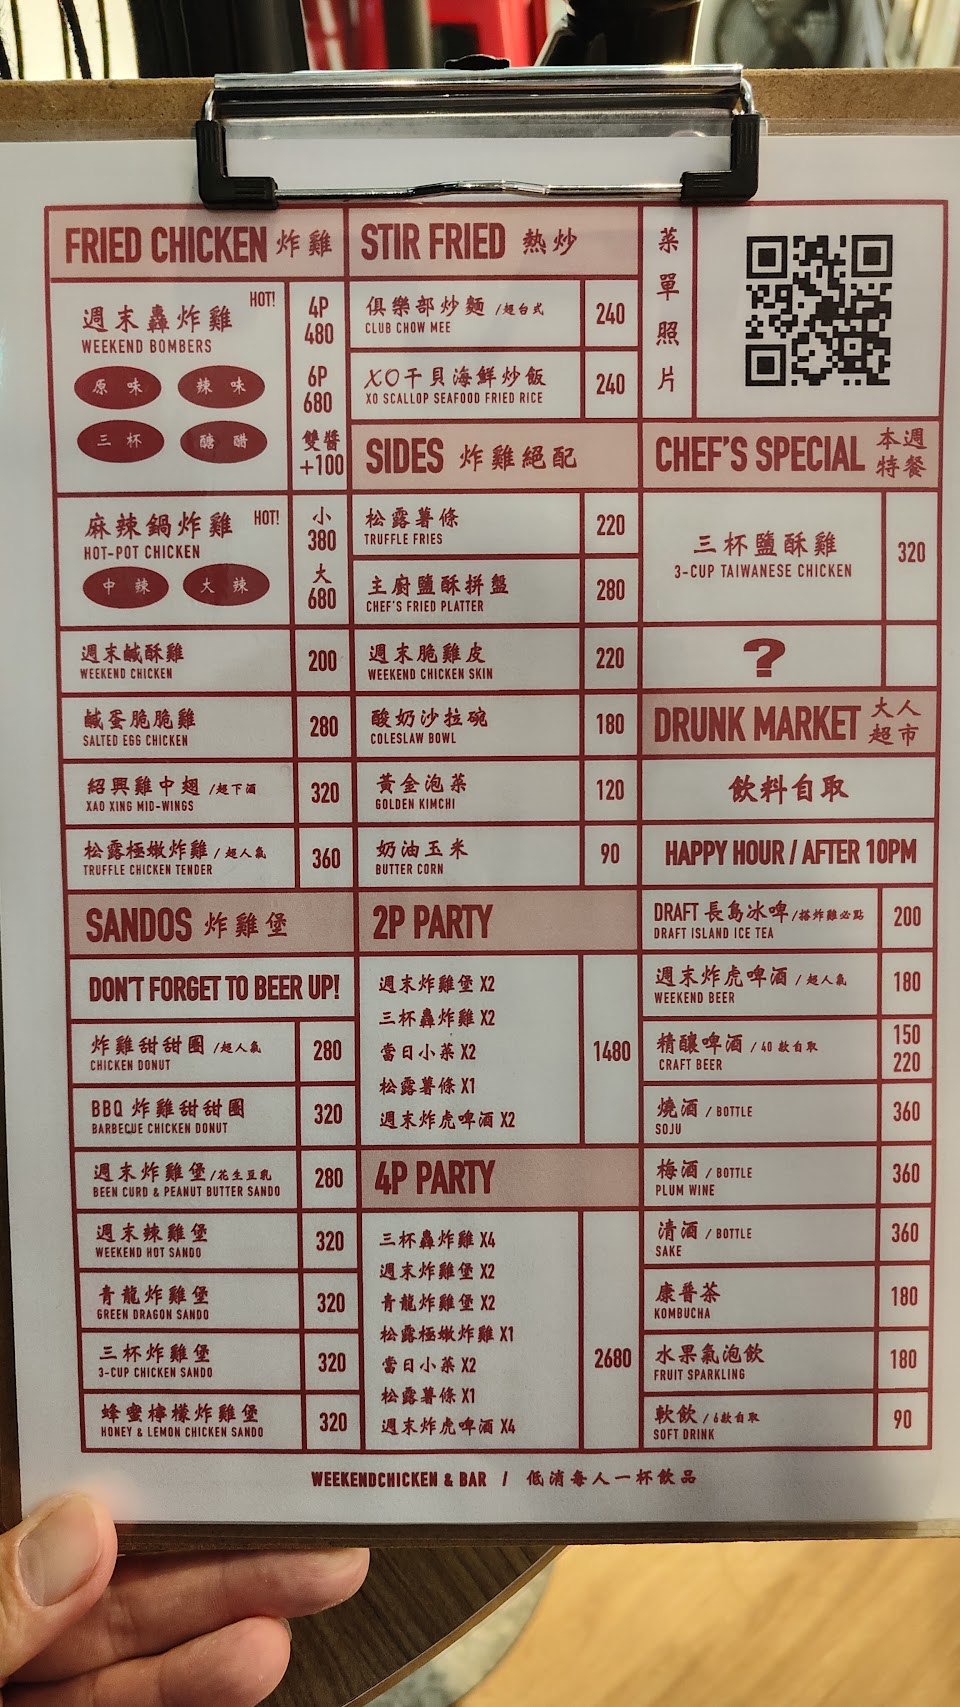 FRIED CHICKEN 炸雞
週末轟炸雞 HOT!
WEEKEND BOMBERS
原味 辣味
三杯 醣醋
4P
480
6P
680
雙醬
+100
麻辣鍋炸雞 HOT!
HOT-POT CHICKEN
中辣 大辣
小
380
大
680
週末鹹酥雞
WEEKEND CHICKEN
200
鹹蛋脆脆雞
SALTED EGG CHICKEN
280
紹興雞中翅 /超下酒
XAO XING MID-WINGS
320
松露極嫩炸雞 / 超人氣
TRUFFLE CHICKEN TENDER
360
SANDOS 炸雞堡
DON'T FORGET TO BEER UP!
炸雞甜甜圈 /超人氣
CHICKEN DONUT
280
BBQ 炸雞甜甜圈
BARBECUE CHICKEN DONUT
320
週末炸雞堡 /花生豆乳
BEEN CURD & PEANUT BUTTER SANDO
280
週末辣雞堡
WEEKEND HOT SANDO
320
青龍炸雞堡
GREEN DRAGON SANDO
320
三杯炸雞堡
3-CUP CHICKEN SANDO
320
蜂蜜檸檬炸雞堡
HONEY & LEMON CHICKEN SANDO
320
STIR FRIED 熱炒
俱樂部炒麵 /超台式
CLUB CHOW MEE
240
XO干貝海鮮炒飯
XO SCALLOP SEAFOOD FRIED RICE
240
SIDES 炸雞絕配
松露薯條
TRUFFLE FRIES
220
主廚鹽酥拼盤
CHEF'S FRIED PLATTER
280
週末脆雞皮
WEEKEND CHICKEN SKIN
220
酸奶沙拉碗
COLESLAW BOWL
180
黃金泡菜
GOLDEN KIMCHI
120
奶油玉米
BUTTER CORN
90
2P PARTY
週末炸雞堡 X2
三杯轟炸雞 X2
當日小菜 X2
松露薯條 X1
週末炸虎啤酒 X2
1480
4P PARTY
三杯轟炸雞 X4
週末炸雞堡 X2
青龍炸雞堡 X2
松露極嫩炸雞 X1
當日小菜 X2
松露薯條 X1
週末炸虎啤酒 X4
2680
菜單照片
CHEF'S SPECIAL 本週特餐
三杯鹽酥雞
3-CUP TAIWANESE CHICKEN
320
?
DRUNK MARKET 大人超市
飲料自取
HAPPY HOUR / AFTER 10PM
DRAFT 長島冰啤 /搭炸雞必點
DRAFT ISLAND ICE TEA
200
週末炸虎啤酒 / 超人氣
WEEKEND BEER
180
精釀啤酒 / 40 款自取
CRAFT BEER
150
220
燒酒 / BOTTLE
SOJU
360
梅酒 / BOTTLE
PLUM WINE
360
清酒 / BOTTLE
SAKE
360
康普茶
KOMBUCHA
180
水果氣泡飲
FRUIT SPARKLING
180
軟飲 / 6款自取
SOFT DRINK
90
WEEKENDCHICKEN & BAR / 低消每人一杯飲品